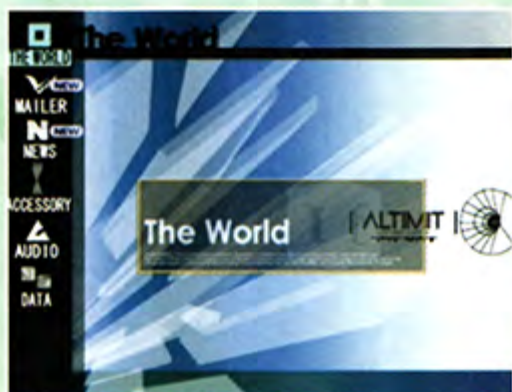 The World
THE WORLD
NEW
MAILER
NEW
N
NEWS
ACCESSORY
AUDIO
DATA
The World
[ ALTIMIT ]